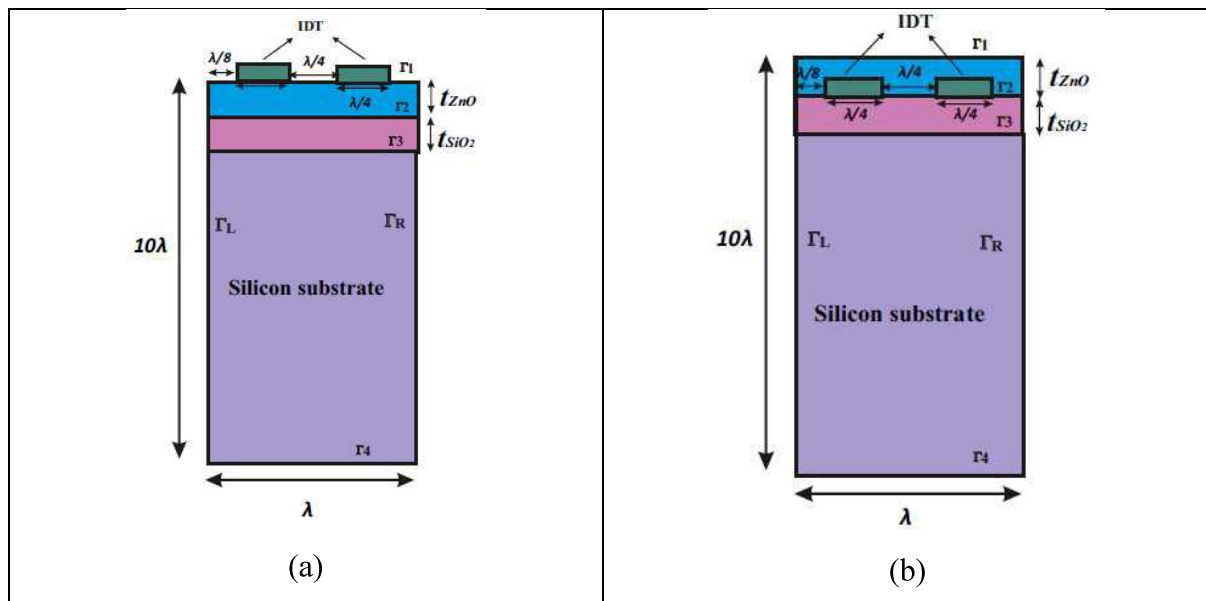 IDT
λ/8
λ/4
Γ1
λ/4
Γ2
tZnO
Γ3
tSiO2
ΓL
ΓR
10λ
Silicon substrate
Γ4
λ
(a)
IDT
Γ1
λ/8
λ/4
Γ2
tZnO
λ/4
λ/4
Γ3
tSiO2
ΓL
ΓR
10λ
Silicon substrate
Γ4
λ
(b)